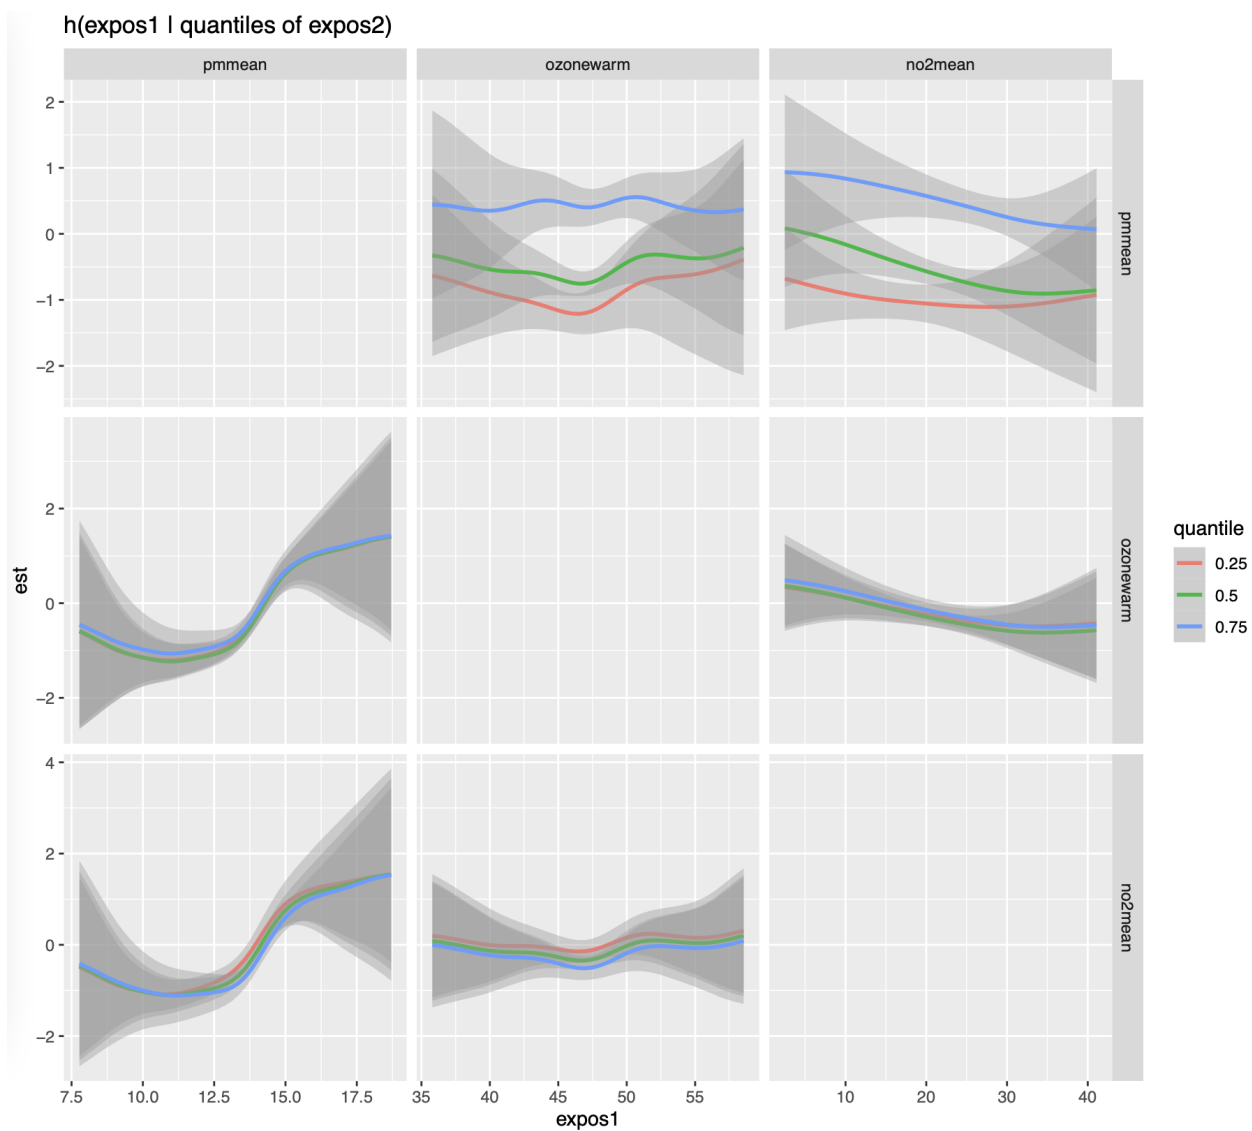 h(expos1 | quantiles of expos2)
pmmean ozonewarm no2mean
2
1
0
−1
−2
pmmean
2
0
−2
ozonewarm
4
2
0
−2
no2mean
7.5 10.0 12.5 15.0 17.5 35 40 45 50 55 10 20 30 40
expos1
est
quantile
0.25
0.5
0.75